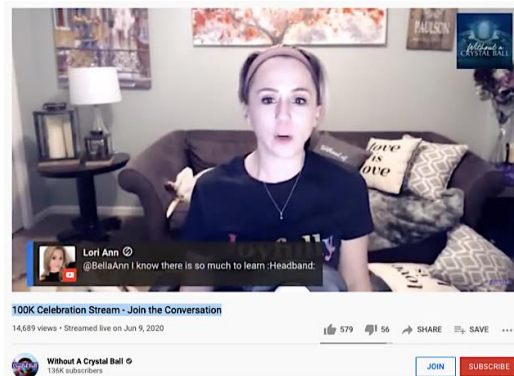 PAULSON
Without a
CRYSTAL BALL
love
is
love
Lori Ann
@BellaAnn I know there is so much to learn :Headband:
100K Celebration Stream - Join the Conversation
14,689 views • Streamed live on Jun 9, 2020
579
56
SHARE
SAVE
Without A Crystal Ball
136K subscribers
JOIN
SUBSCRIBE